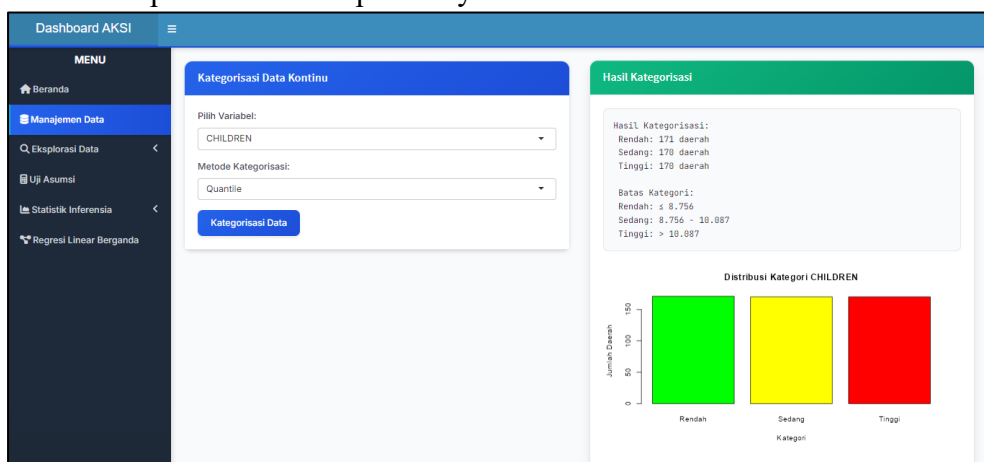 Dashboard AKSI
MENU
Beranda
Manajemen Data
Eksplorasi Data
Uji Asumsi
Statistik Inferensia
Regresi Linear Berganda
Kategorisasi Data Kontinu
Pilih Variabel:
CHILDREN
Metode Kategorisasi:
Quantile
Kategorisasi Data
Hasil Kategorisasi
Hasil Kategorisasi:
Rendah: 171 daerah
Sedang: 170 daerah
Tinggi: 170 daerah
Batas Kategori:
Rendah: ≤ 8.756
Sedang: 8.756 - 10.087
Tinggi: > 10.087
Distribusi Kategori CHILDREN
Jumlah Daerah
150
100
50
0
Rendah Sedang Tinggi
Kategori